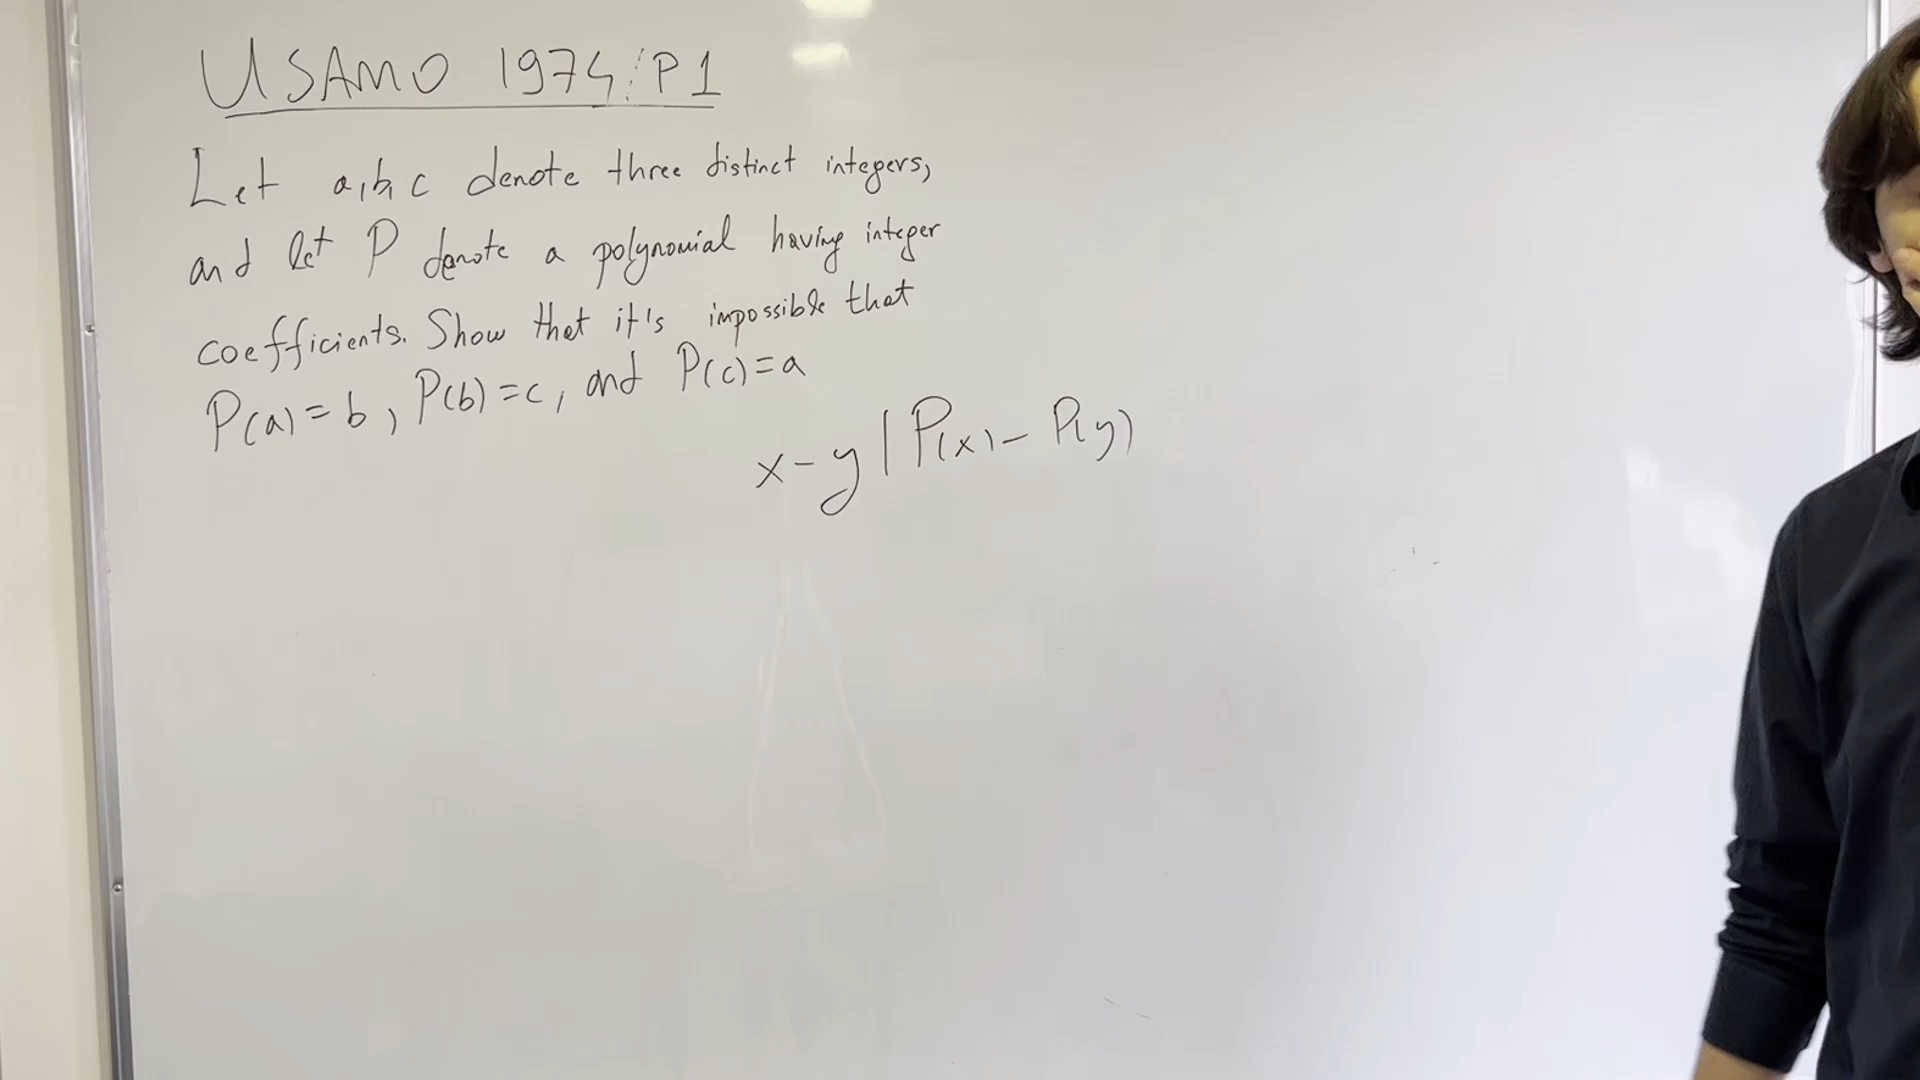 USAMO 1974/P1
Let a, b, c denote three distinct integers,
and let P denote a polynomial having integer
coefficients. Show that it's impossible that
P(a) = b, P(b) = c, and P(c) = a
x - y | P(x) - P(y)